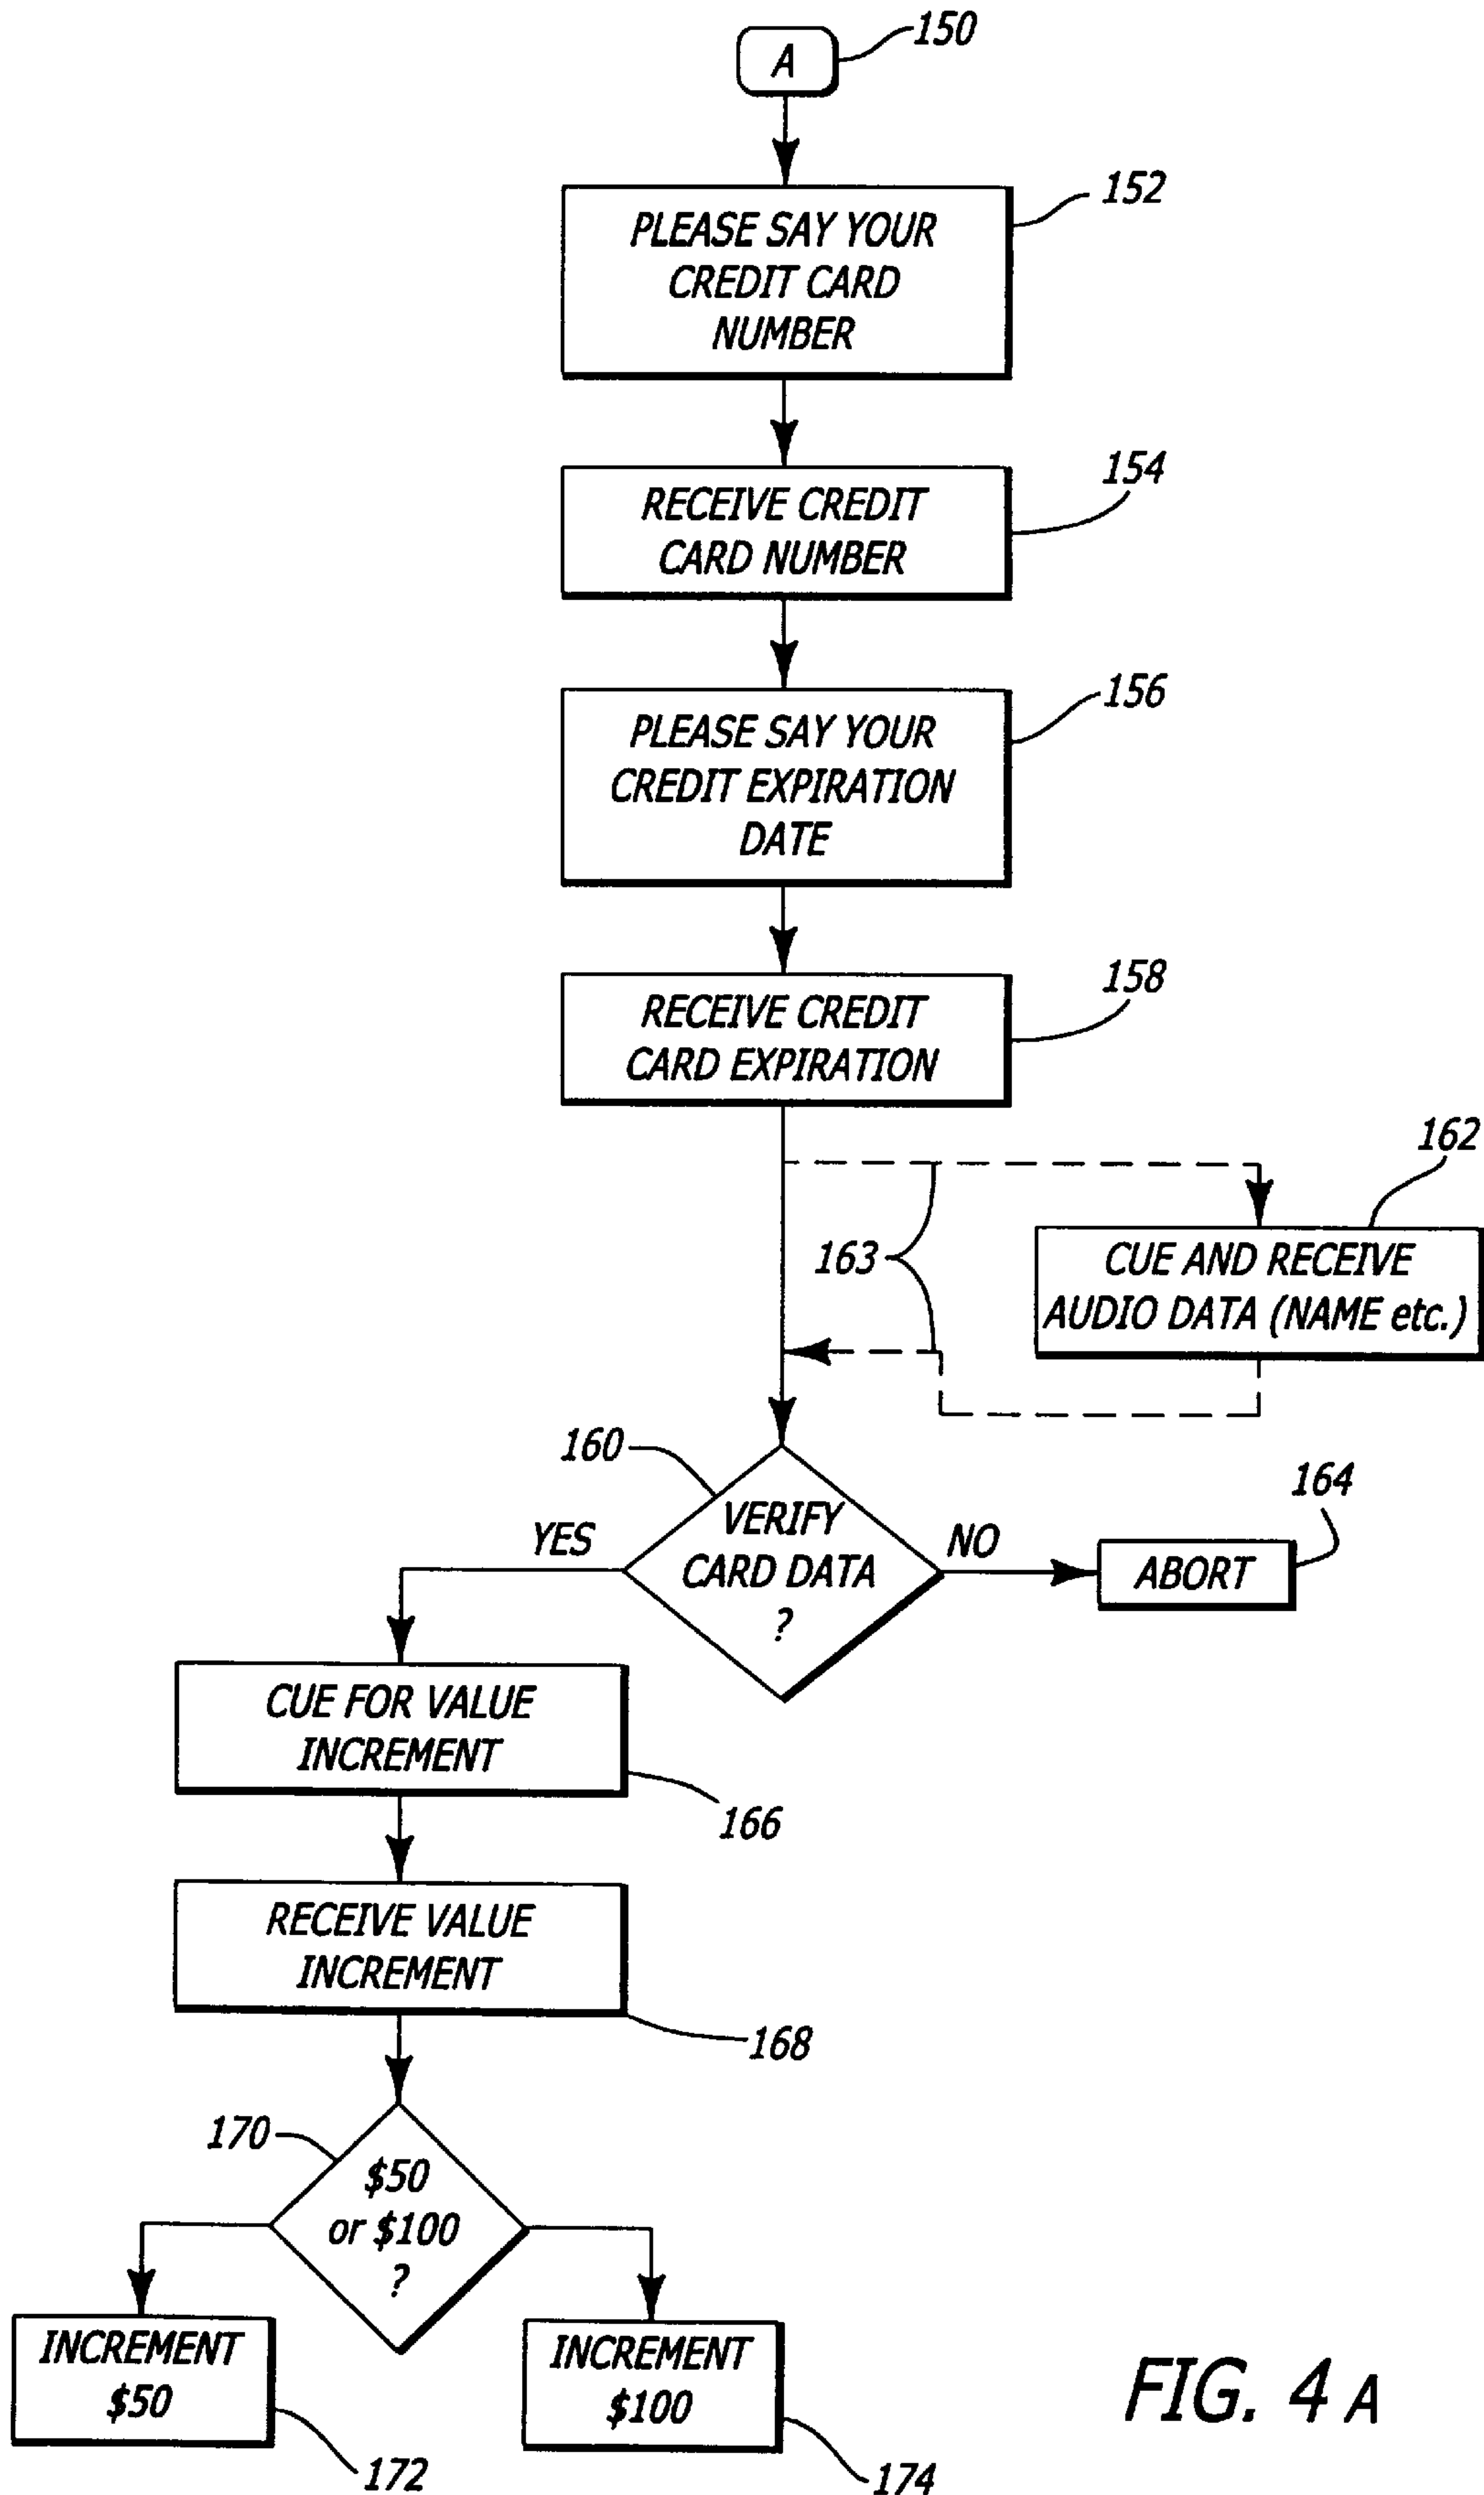 A
150
PLEASE SAY YOUR
CREDIT CARD
NUMBER
152
RECEIVE CREDIT
CARD NUMBER
154
PLEASE SAY YOUR
CREDIT EXPIRATION
DATE
156
RECEIVE CREDIT
CARD EXPIRATION
158
162
CUE AND RECEIVE
AUDIO DATA (NAME etc.)
163
160
VERIFY
CARD DATA
?
YES
NO
164
ABORT
CUE FOR VALUE
INCREMENT
166
RECEIVE VALUE
INCREMENT
168
170
$50
or $100
?
INCREMENT
$50
172
INCREMENT
$100
174
FIG. 4 A